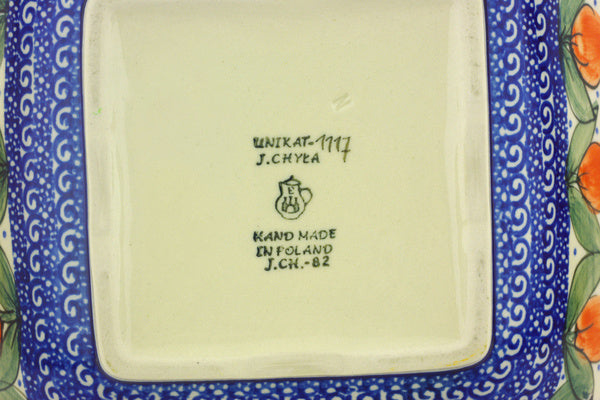 UNIKAT-1117
J.CHYŁA
E
HAND MADE
IN POLAND
J.CH.-82